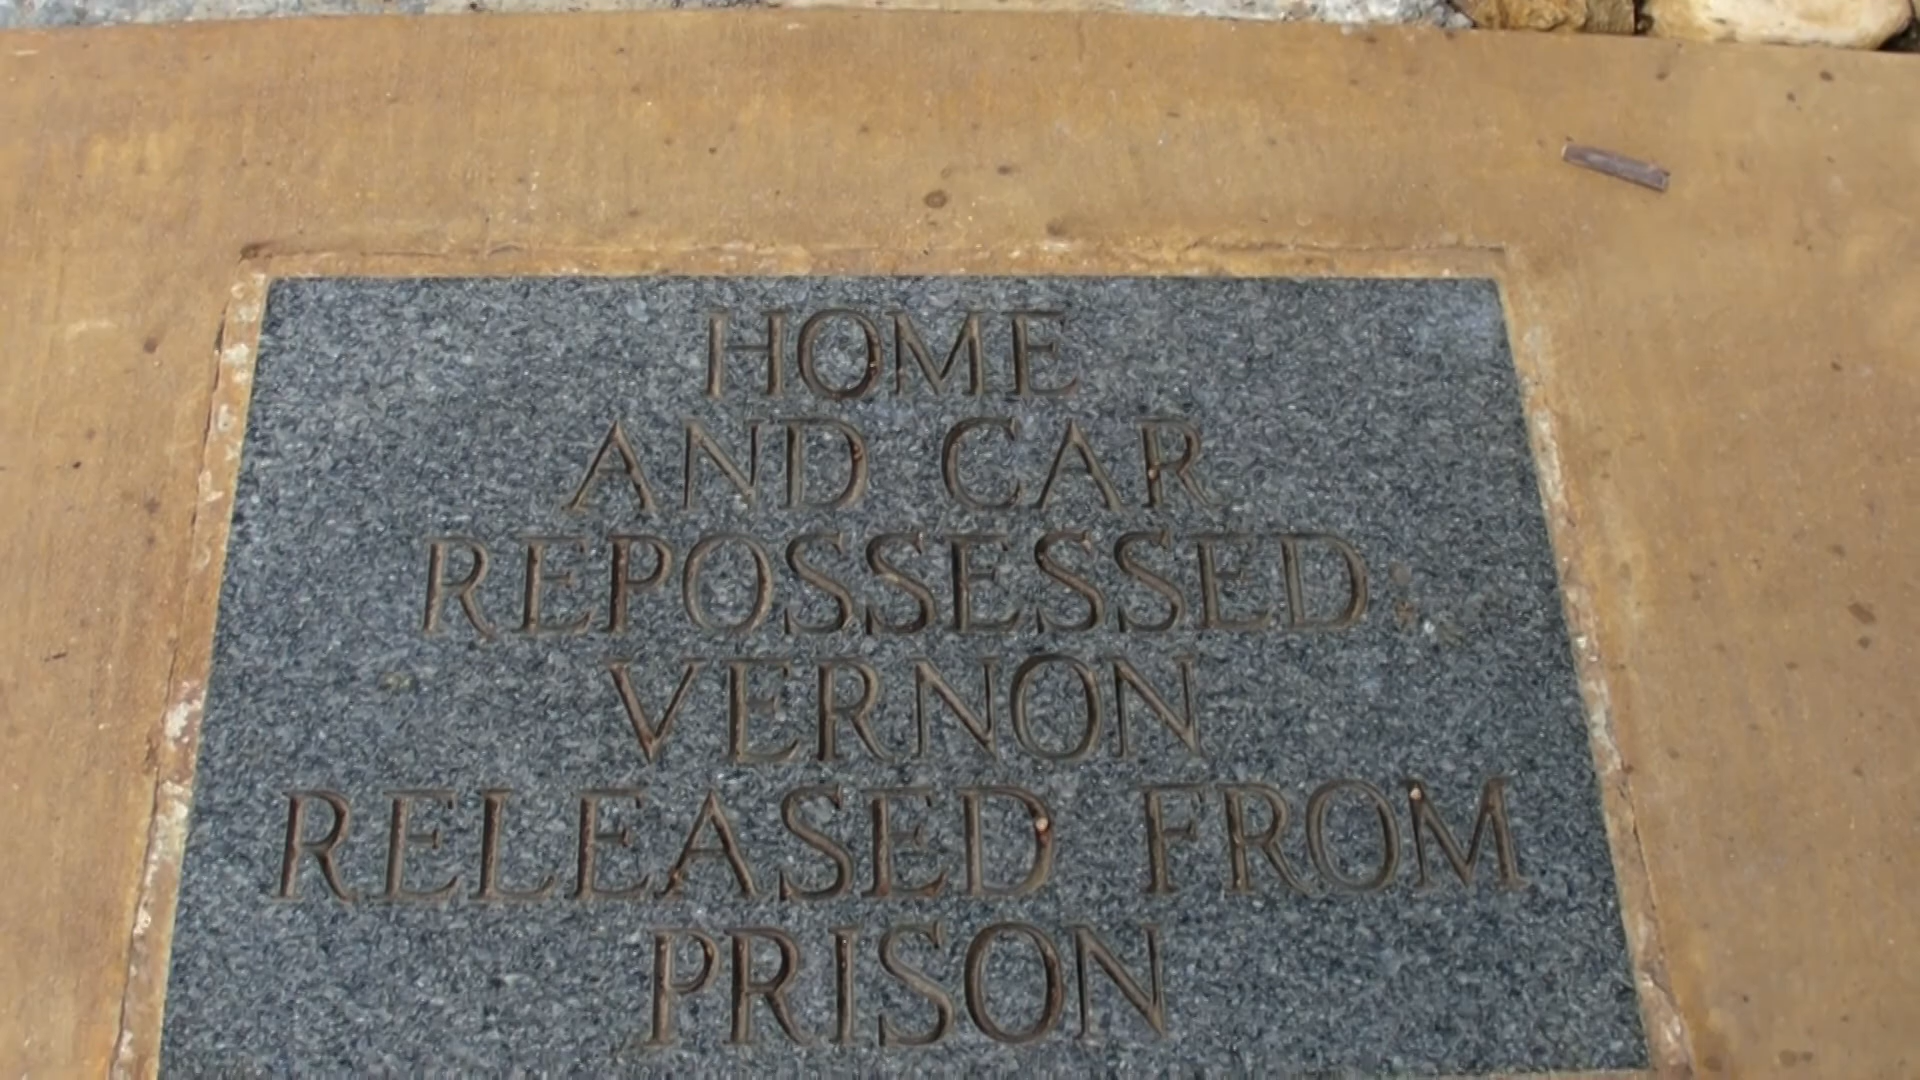 HOME
AND CAR
REPOSSESSED;
VERNON
RELEASED FROM
PRISON